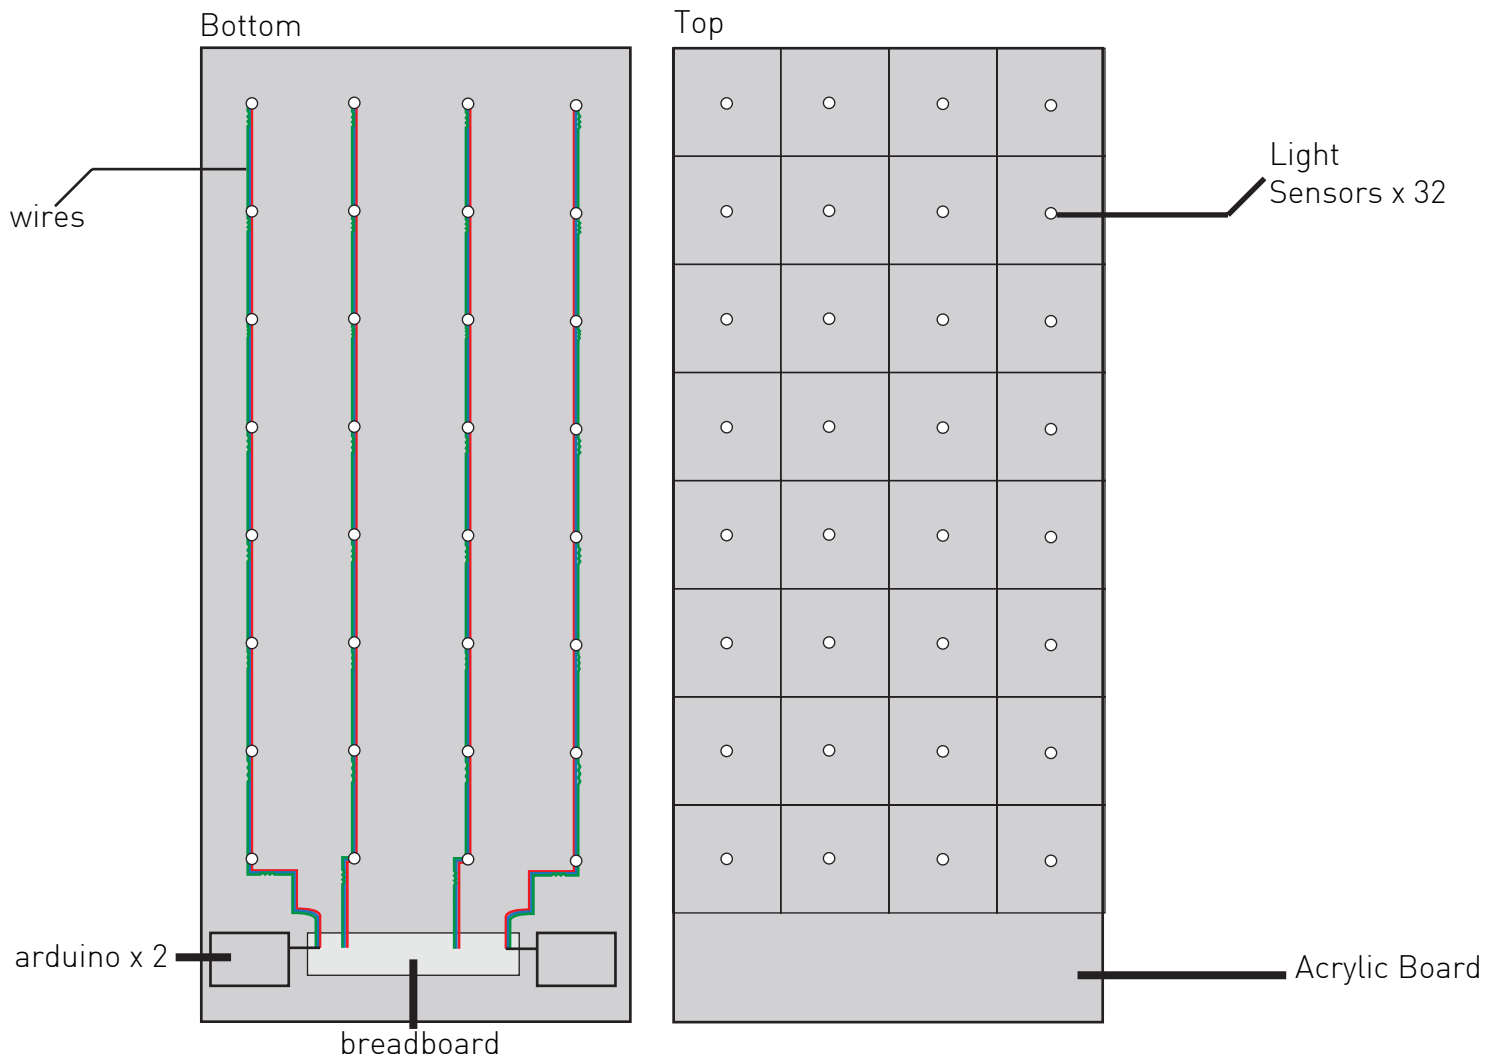 Bottom
Top
Light
Sensors x 32
wires
arduino x 2
Acrylic Board
breadboard